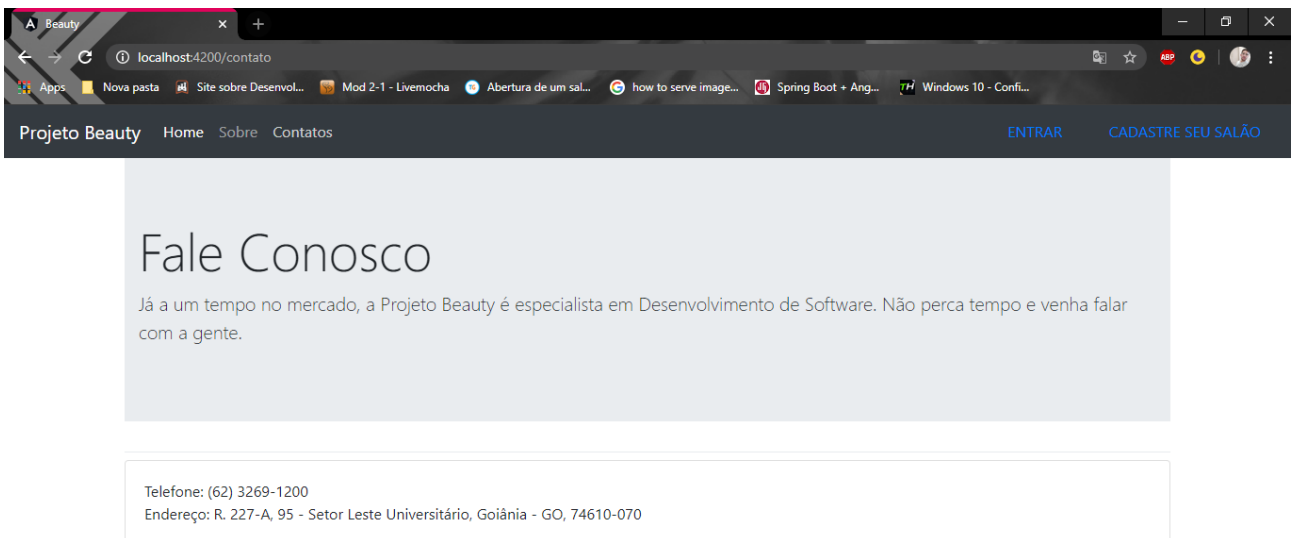 Beauty
localhost:4200/contato
ABP
Apps Nova pasta Site sobre Desenvol... Mod 2-1 - Livemocha Abertura de um sal... how to serve image... Spring Boot + Ang... TH Windows 10 - Confi...
Projeto Beauty Home Sobre Contatos ENTRAR CADASTRE SEU SALÃO
Fale Conosco
Já a um tempo no mercado, a Projeto Beauty é especialista em Desenvolvimento de Software. Não perca tempo e venha falar
com a gente.
Telefone: (62) 3269-1200
Endereço: R. 227-A, 95 - Setor Leste Universitário, Goiânia - GO, 74610-070